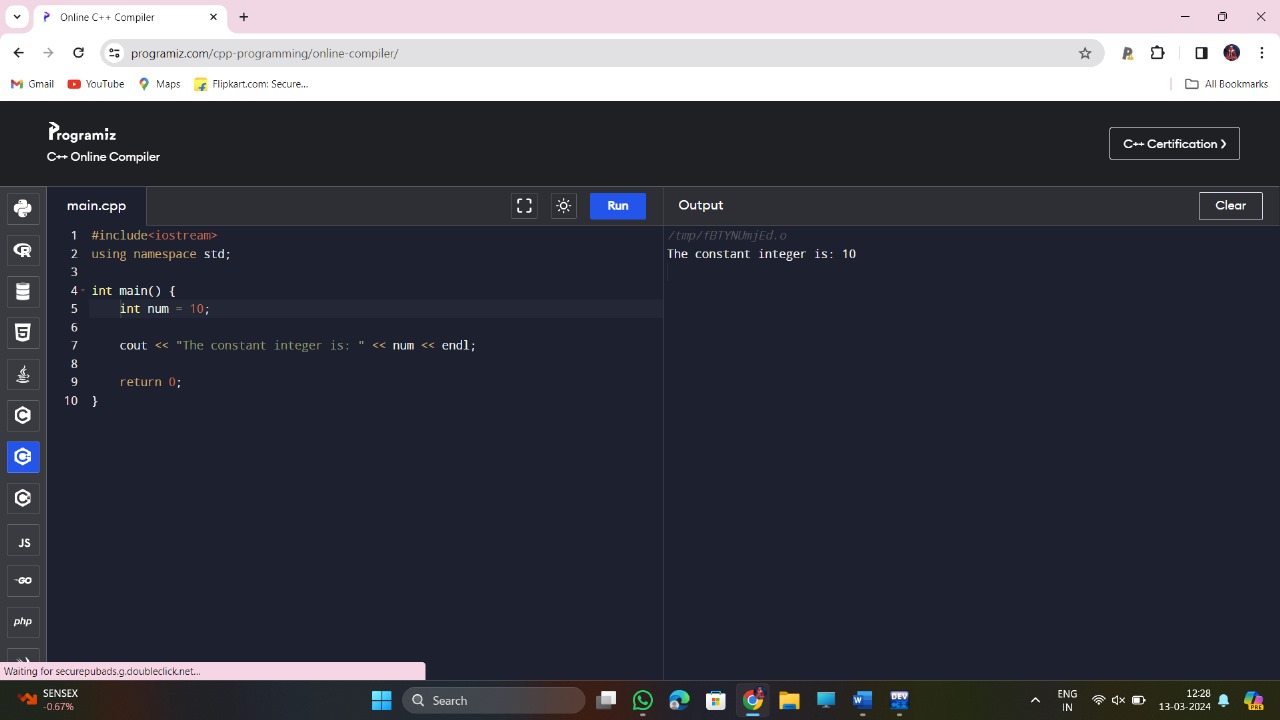 Online C++ Compiler
programiz.com/cpp-programming/online-compiler/
Gmail YouTube Maps Flipkart.com: Secure... All Bookmarks
Programiz
C++ Online Compiler
C++ Certification >
main.cpp Run Output Clear
1 #include<iostream>
2 using namespace std;
3
4 int main() {
5 int num = 10;
6
7 cout << "The constant integer is: " << num << endl;
8
9 return 0;
10 }
/tmp/fBTYNUmjEd.o
The constant integer is: 10
JS
GO
php
Waiting for securepubads.g.doubleclick.net...
SENSEX
-0.67%
Search
DEV
ENG
IN
12:28
13-03-2024
PRE